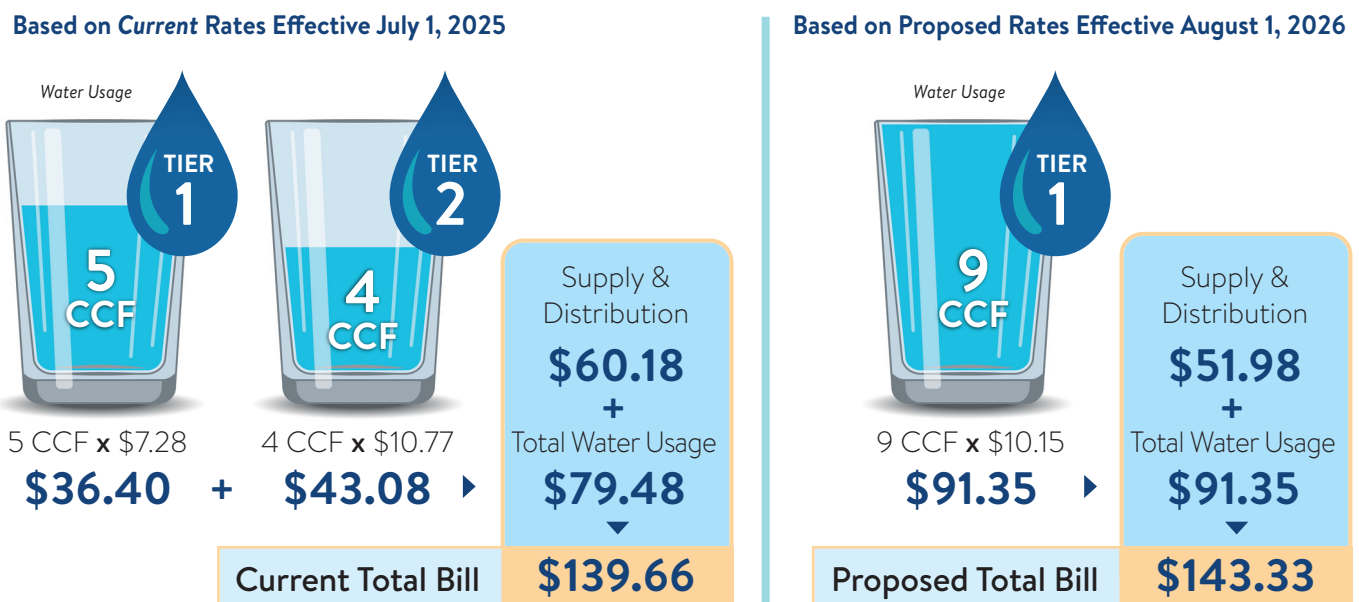 Based on Current Rates Effective July 1, 2025
Water Usage
TIER
1
5
CCF
5 CCF x $7.28
$36.40
+
TIER
2
4
CCF
4 CCF x $10.77
$43.08
Supply &
Distribution
$60.18
+
Total Water Usage
$79.48
Current Total Bill $139.66
Based on Proposed Rates Effective August 1, 2026
Water Usage
TIER
1
9
CCF
9 CCF x $10.15
$91.35
Supply &
Distribution
$51.98
+
Total Water Usage
$91.35
Proposed Total Bill $143.33